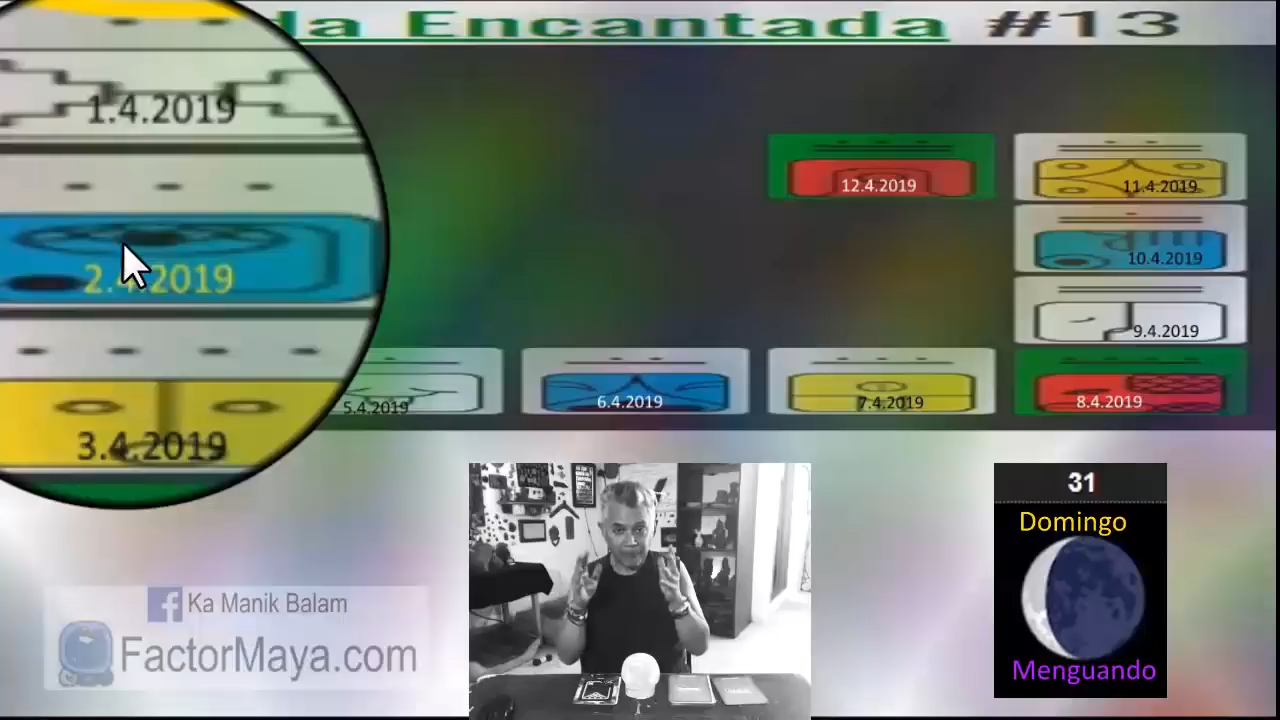 la Encantada #13
1.4.2019
2.4.2019
3.4.2019
12.4.2019
11.4.2019
10.4.2019
9.4.2019
5.4.2019
6.4.2019
7.4.2019
8.4.2019
31
Domingo
Menguando
Ka Manik Balam
FactorMaya.com